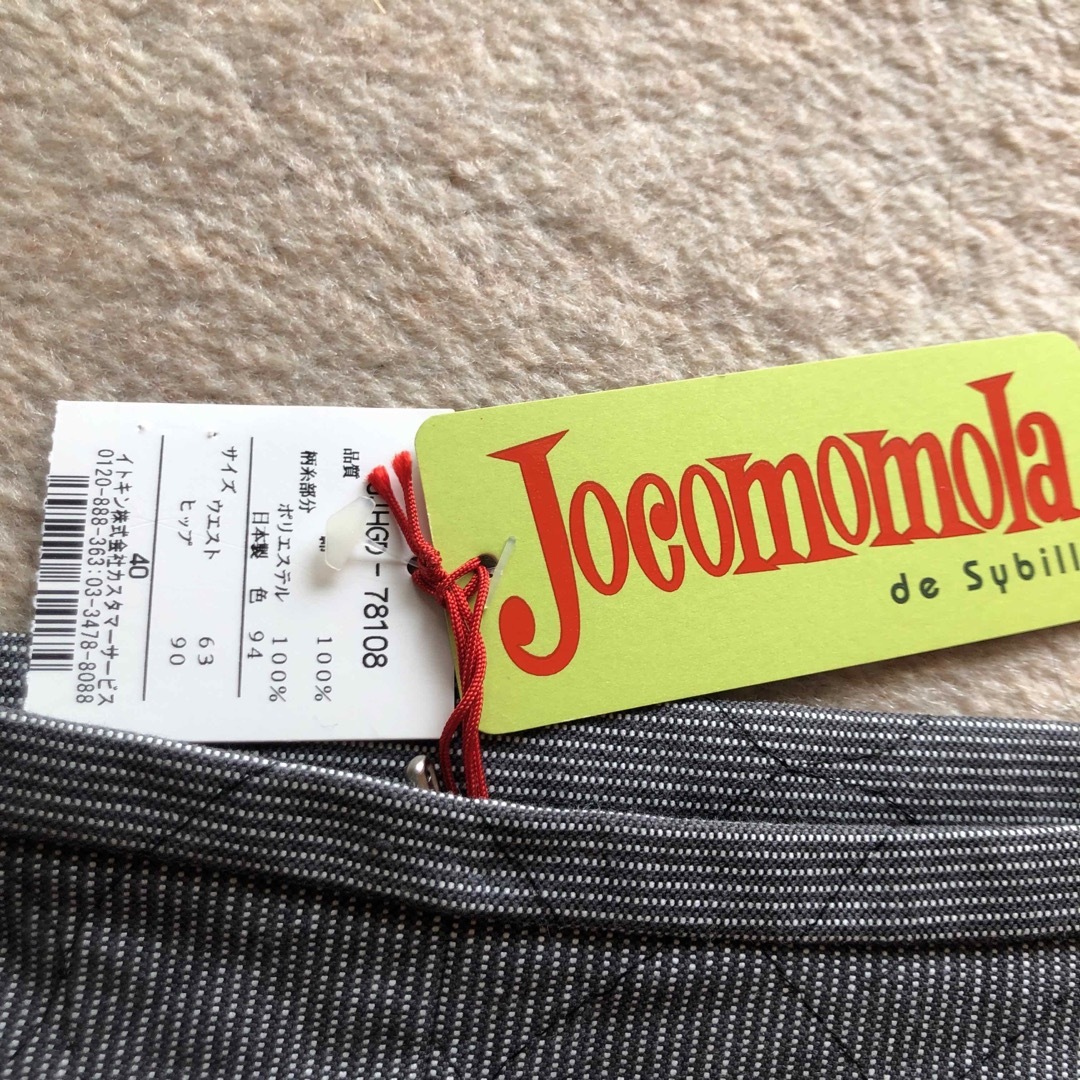 Jocomomola
de Sybill
78108
品質
100%
柄糸部分
ポリエステル 100%
日本製 色 94
サイズ ウエスト 63
ヒップ 90
40
イトキン株式会社カスタマーサービス
0120-888-363:03-3478-8088